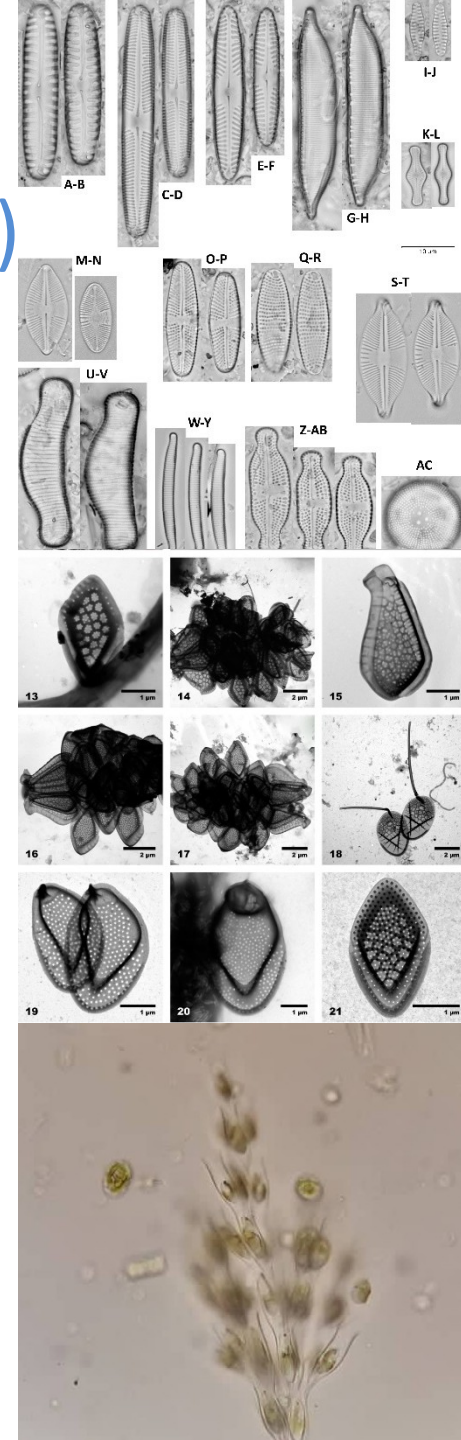 A-B
C-D
E-F
G-H
I-J
K-L
10 µm
)
M-N
O-P
Q-R
S-T
U-V
W-Y
Z-AB
AC
13
1 µm
14
2 µm
15
1 µm
16
2 µm
17
2 µm
18
2 µm
19
1 µm
20
1 µm
21
1 µm